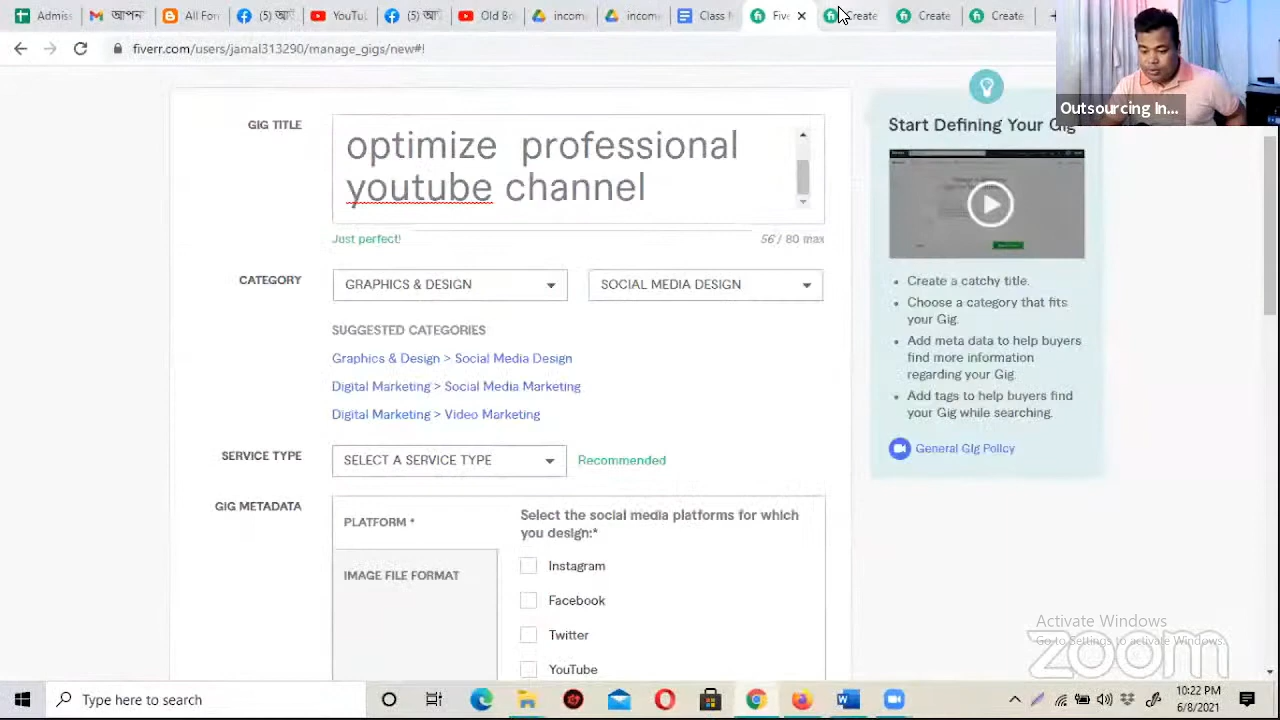 Admis
আপনা
All Fon
(5) আ
YouTu
(5) আ
Old Bo
incom
incom
Class N
Five
Create
Create
Create
fiverr.com/users/jamal313290/manage_gigs/new#!
Outsourcing In...
GIG TITLE
optimize professional
youtube channel
Just perfect!
56 / 80 max
CATEGORY
GRAPHICS & DESIGN
SOCIAL MEDIA DESIGN
SUGGESTED CATEGORIES
Graphics & Design > Social Media Design
Digital Marketing > Social Media Marketing
Digital Marketing > Video Marketing
SERVICE TYPE
SELECT A SERVICE TYPE
Recommended
GIG METADATA
PLATFORM *
IMAGE FILE FORMAT
Select the social media platforms for which
you design:*
Instagram
Facebook
Twitter
YouTube
Start Defining Your Gig
Create a catchy title.
Choose a category that fits
your Gig.
Add meta data to help buyers
find more information
regarding your Gig.
Add tags to help buyers find
your Gig while searching.
General Gig Policy
Activate Windows
Go to Settings to activate Windows.
zoom
Type here to search
10:22 PM
6/8/2021